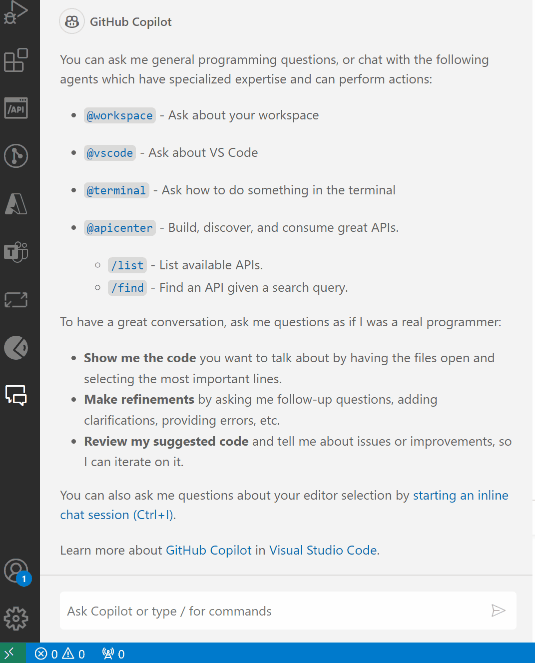 GitHub Copilot
You can ask me general programming questions, or chat with the following
agents which have specialized expertise and can perform actions:
@workspace - Ask about your workspace
@vscode - Ask about VS Code
@terminal - Ask how to do something in the terminal
@apicenter - Build, discover, and consume great APIs.
/list - List available APIs.
/find - Find an API given a search query.
To have a great conversation, ask me questions as if I was a real programmer:
Show me the code you want to talk about by having the files open and
selecting the most important lines.
Make refinements by asking me follow-up questions, adding
clarifications, providing errors, etc.
Review my suggested code and tell me about issues or improvements, so
I can iterate on it.
You can also ask me questions about your editor selection by starting an inline
chat session (Ctrl+I).
Learn more about GitHub Copilot in Visual Studio Code.
Ask Copilot or type / for commands
/API
1
0 0 0